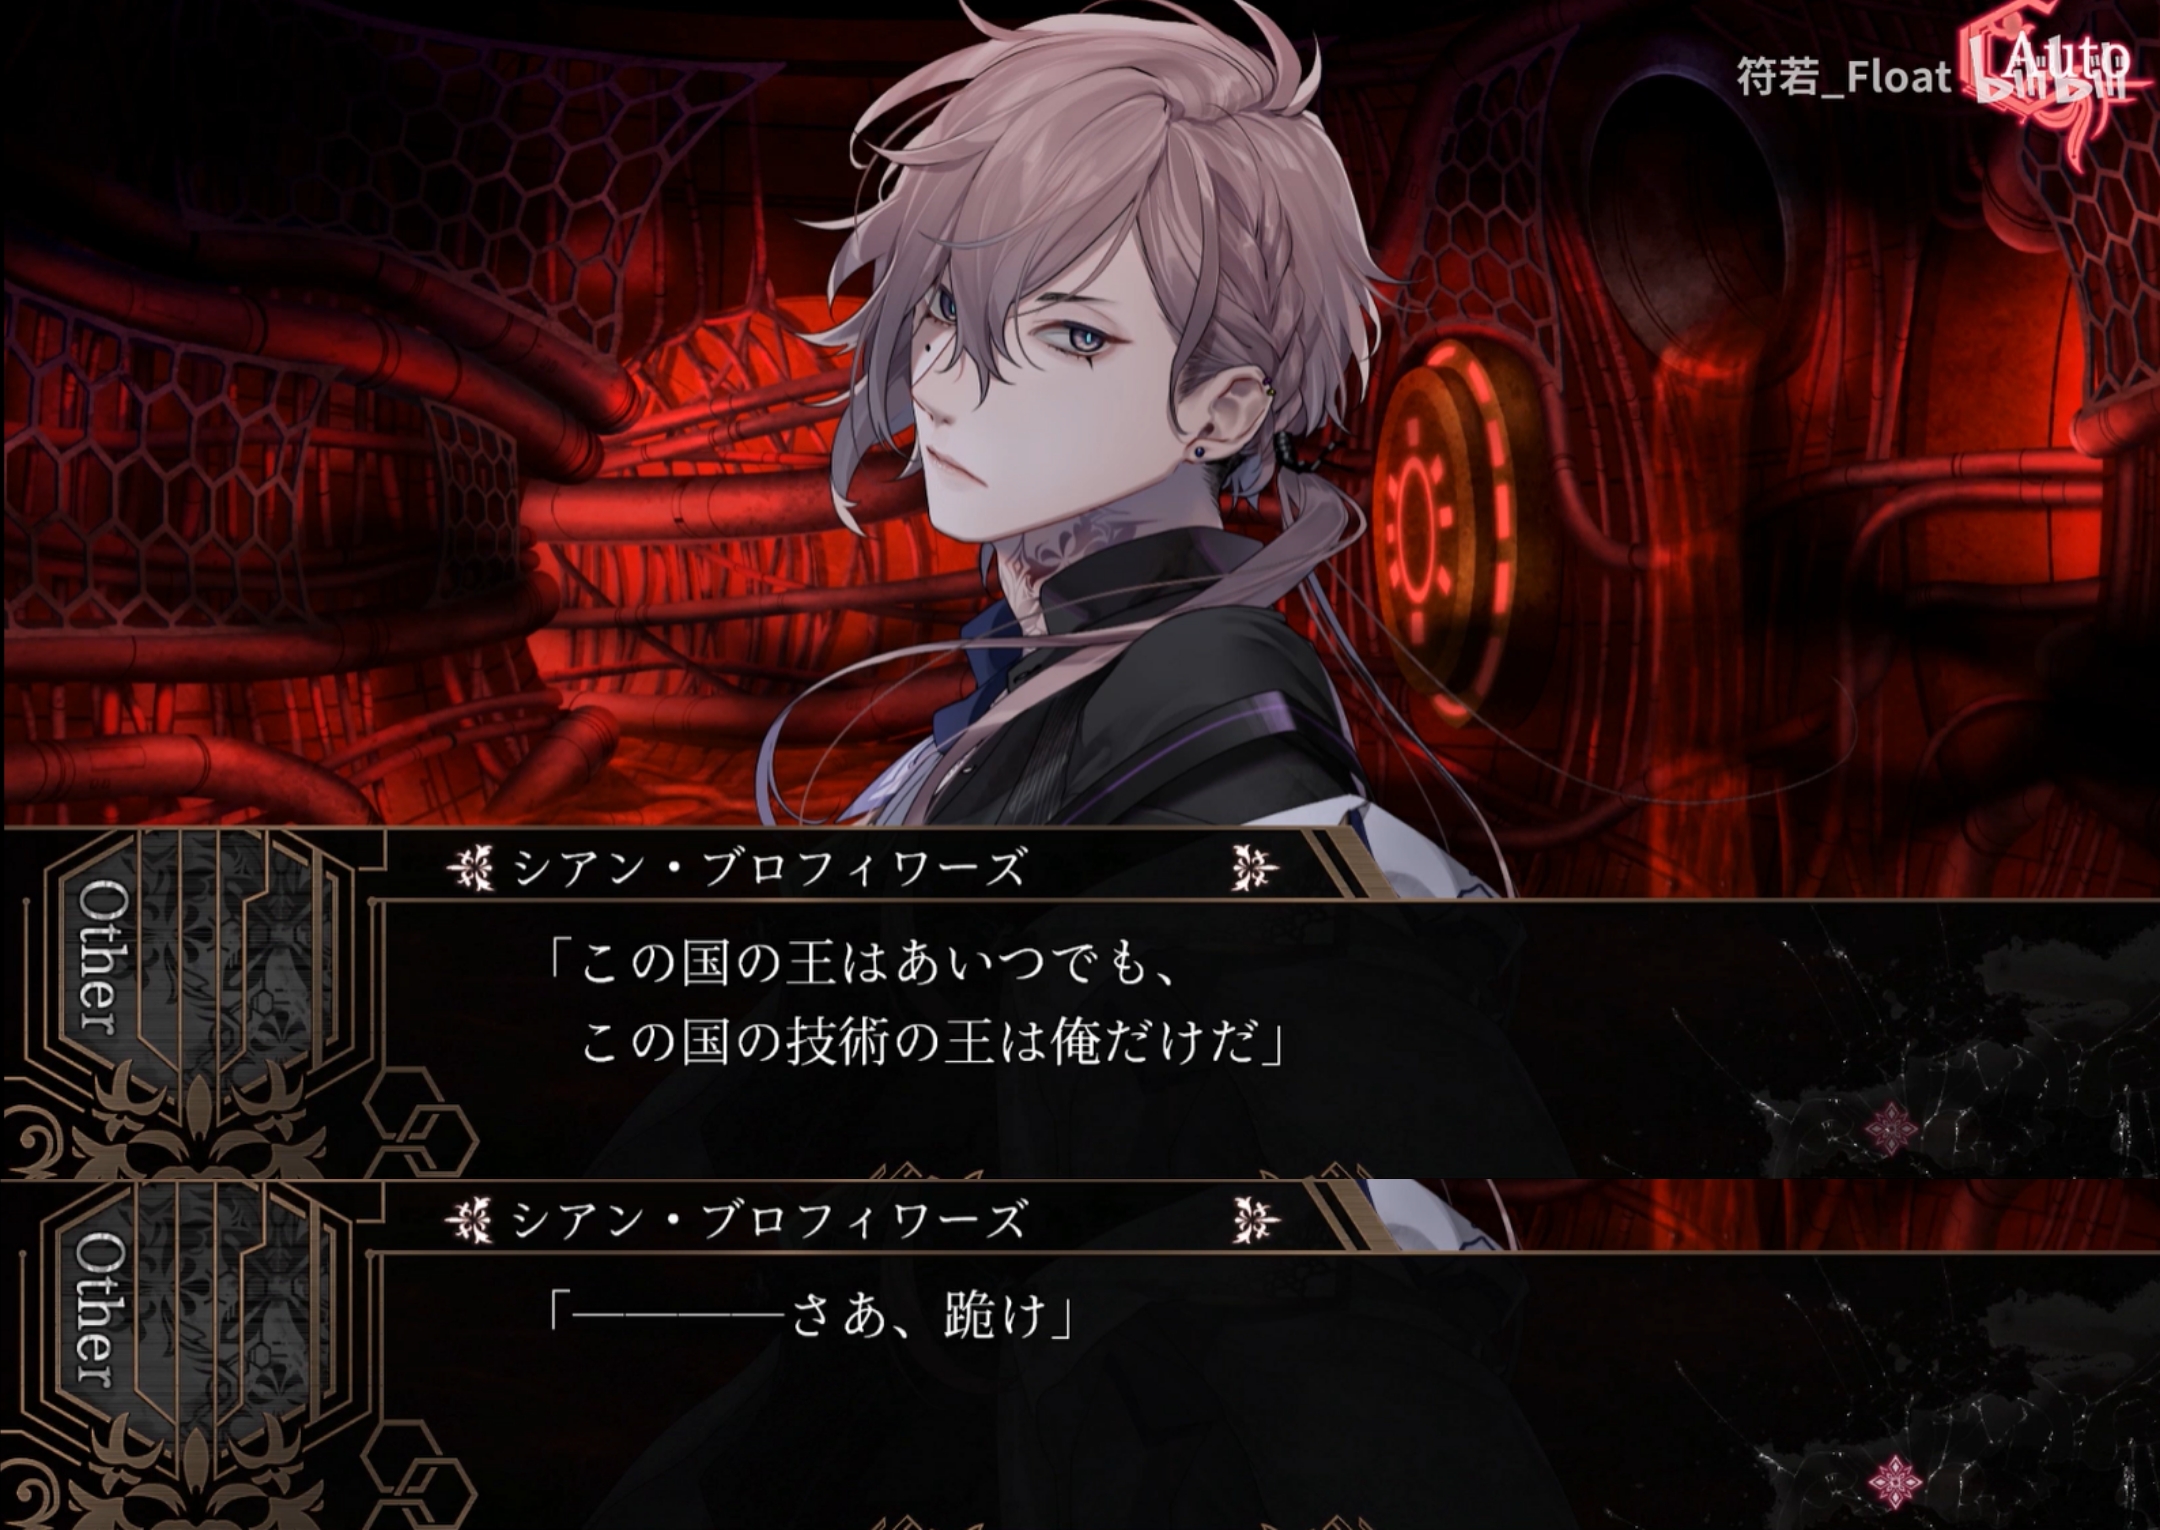 符若_Float
bilibili
Auto
シアン・ブロフィワーズ
Other
「この国の王はあいつでも、
この国の技術の王は俺だけだ」
シアン・ブロフィワーズ
Other
「――――さあ、跪け」